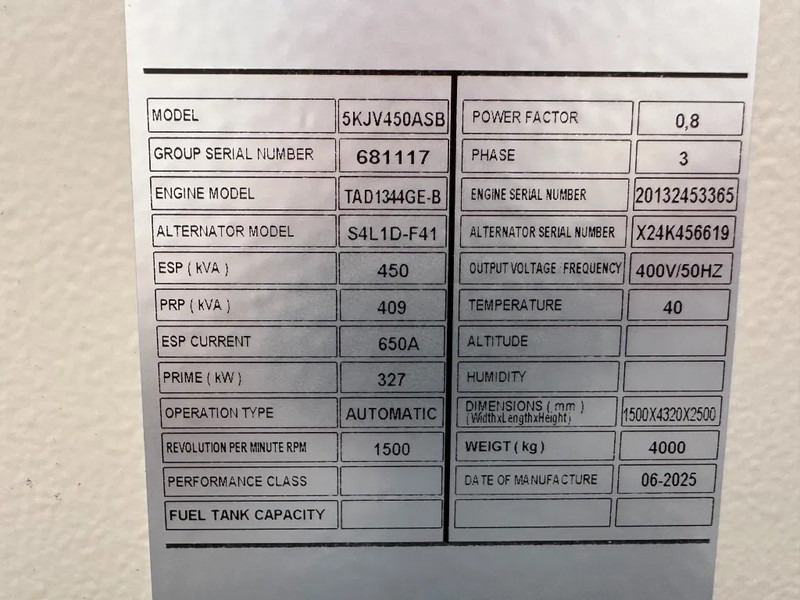 MODEL 5KJV450ASB
GROUP SERIAL NUMBER 681117
ENGINE MODEL TAD1344GE-B
ALTERNATOR MODEL S4L1D-F41
ESP ( kVA ) 450
PRP ( kVA ) 409
ESP CURRENT 650A
PRIME ( kW ) 327
OPERATION TYPE AUTOMATIC
REVOLUTION PER MINUTE RPM 1500
PERFORMANCE CLASS
FUEL TANK CAPACITY
POWER FACTOR 0,8
PHASE 3
ENGINE SERIAL NUMBER 20132453365
ALTERNATOR SERIAL NUMBER X24K456619
OUTPUT VOLTAGE FREQUENCY 400V/50HZ
TEMPERATURE 40
ALTITUDE
HUMIDITY
DIMENSIONS ( mm )
(WidthxLengthxHeight) 1500X4320X2500
WEIGT ( kg ) 4000
DATE OF MANUFACTURE 06-2025